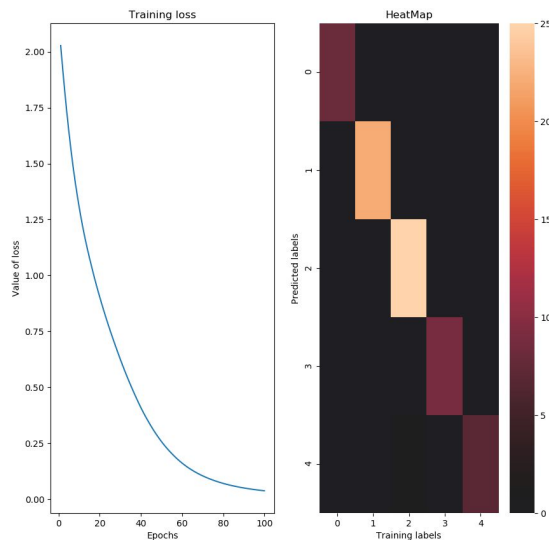 Training loss
2.00
1.75
1.50
1.25
1.00
0.75
0.50
0.25
0.00
Value of loss
0 20 40 60 80 100
Epochs
HeatMap
0
1
2
3
4
Predicted labels
0 1 2 3 4
Training labels
25
20
15
10
5
0